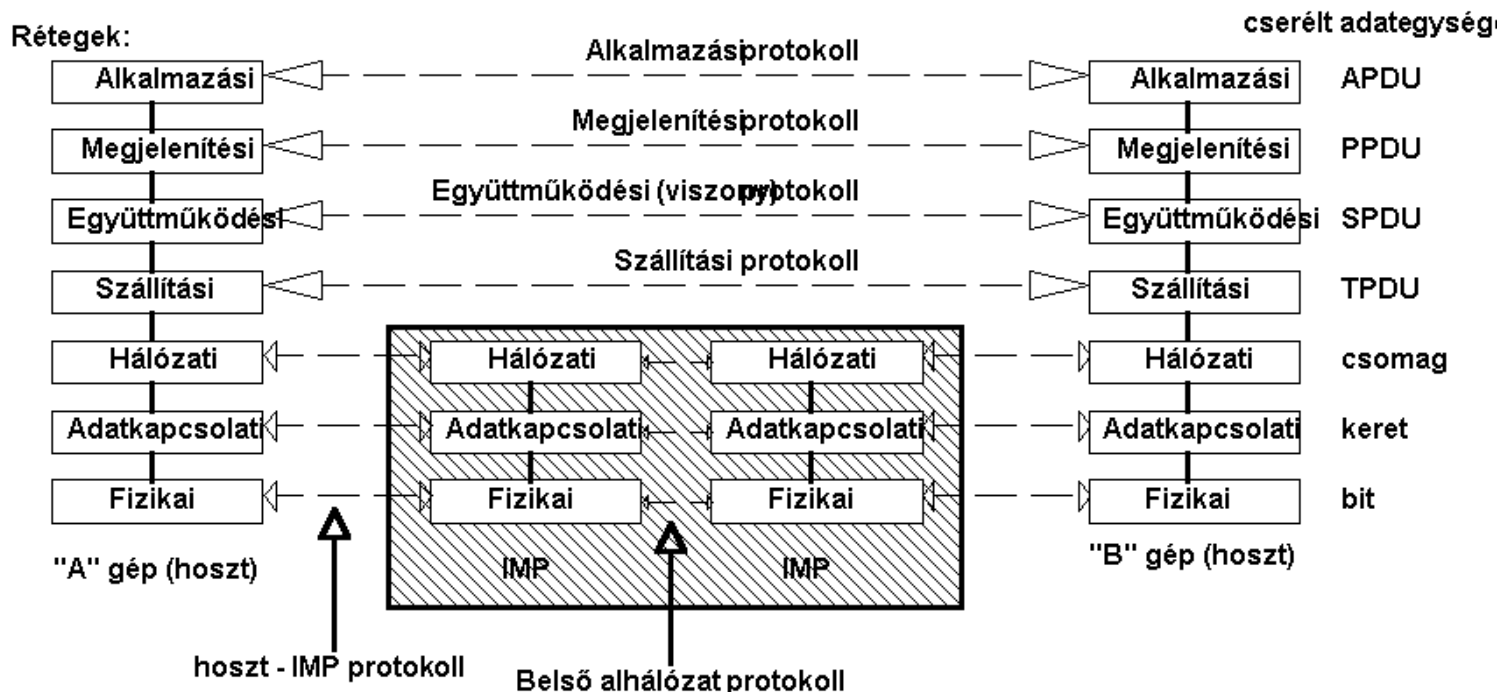 cserélt adategysége
Rétegek:
Alkalmazási protokoll
Alkalmazási Alkalmazási APDU
Megjelenítési protokoll
Megjelenítési Megjelenítési PPDU
Együttműködési (viszony) protokoll
Együttműködési Együttműködési SPDU
Szállítási protokoll
Szállítási Szállítási TPDU
Hálózati Hálózati Hálózati Hálózati csomag
Adatkapcsolati Adatkapcsolati Adatkapcsolati Adatkapcsolati keret
Fizikai Fizikai Fizikai Fizikai bit
"A" gép (hoszt) IMP IMP "B" gép (hoszt)
hoszt - IMP protokoll
Belső alhálózat protokoll